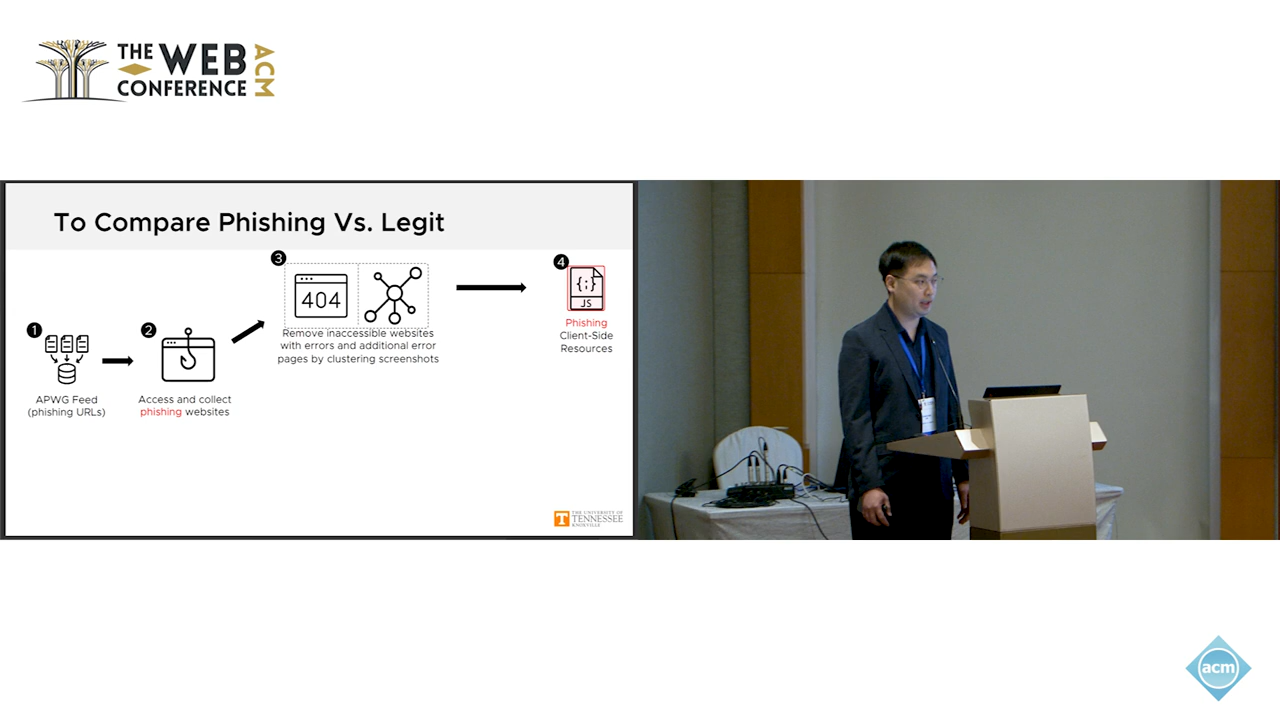 THE WEB
CONFERENCE
ACM
To Compare Phishing Vs. Legit
1
APWG Feed
(phishing URLs)
2
Access and collect
phishing websites
3
404
Remove inaccessible websites
with errors and additional error
pages by clustering screenshots
4
{;}
JS
Phishing
Client-Side
Resources
T
THE UNIVERSITY OF
TENNESSEE
KNOXVILLE
acm